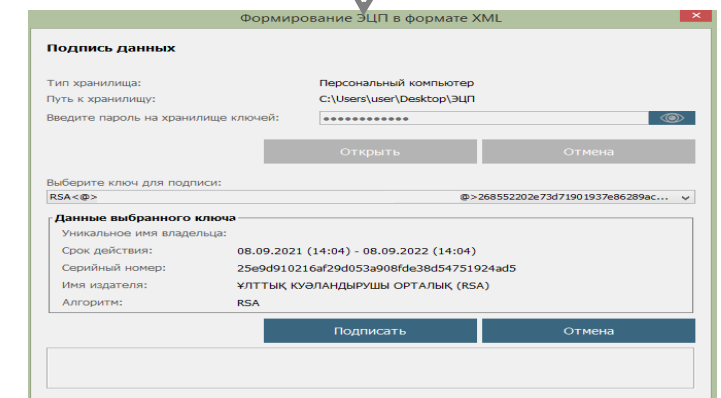 Формирование ЭЦП в формате XML
Подпись данных
Тип хранилища: Персональный компьютер
Путь к хранилищу: C:\Users\user\Desktop\ЭЦП
Введите пароль на хранилище ключей: ●●●●●●●●●●●●
Открыть Отмена
Выберите ключ для подписи:
RSA<@> @>268552202e73d71901937e86289ac...
Данные выбранного ключа
Уникальное имя владельца:
Срок действия: 08.09.2021 (14:04) - 08.09.2022 (14:04)
Серийный номер: 25e9d910216af29d053a908fde38d54751924ad5
Имя издателя: ҰЛТТЫҚ КУӘЛАНДЫРУШЫ ОРТАЛЫҚ (RSA)
Алгоритм: RSA
Подписать Отмена